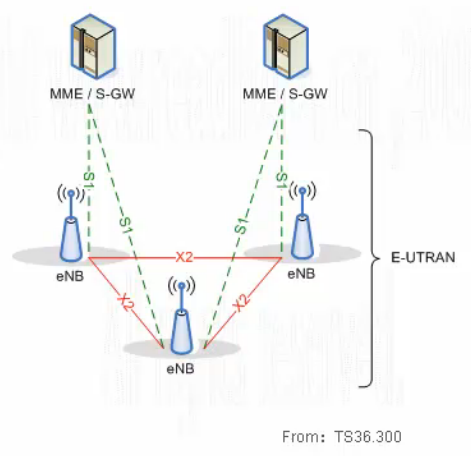 MME / S-GW
MME / S-GW
S1
S1
S1
S1
eNB
X2
eNB
E-UTRAN
X2
X2
eNB
From: TS36.300